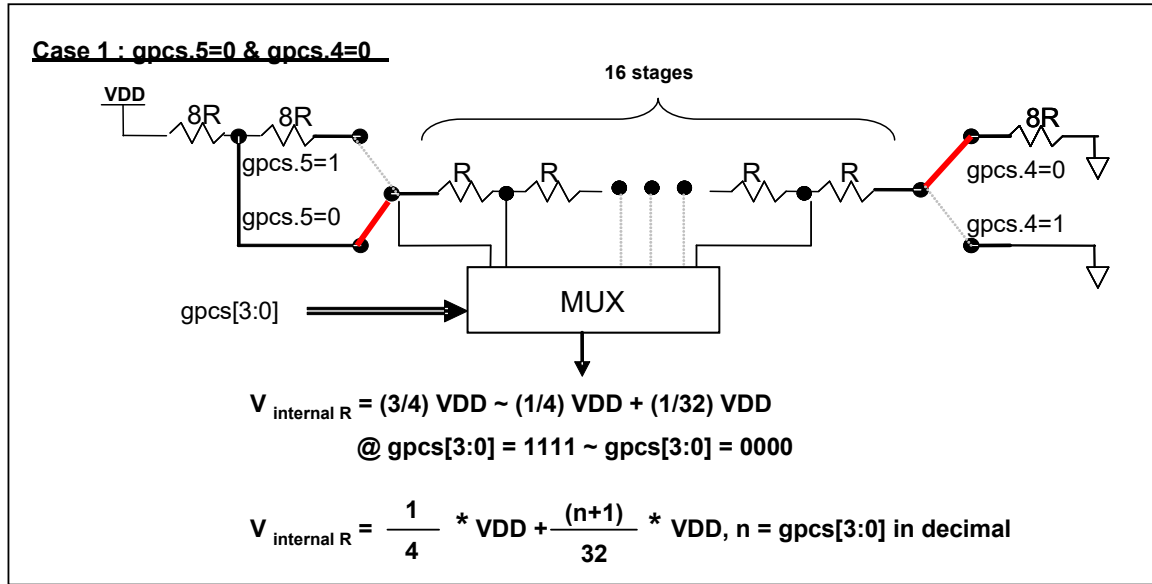 Case 1 : gpcs.5=0 & gpcs.4=0
16 stages
VDD
8R 8R 8R
gpcs.5=1 gpcs.4=0
R R R R
gpcs.5=0 gpcs.4=1
MUX
gpcs[3:0]
V internal R = (3/4) VDD ~ (1/4) VDD + (1/32) VDD
@ gpcs[3:0] = 1111 ~ gpcs[3:0] = 0000
V internal R = 1/4 * VDD + (n+1)/32 * VDD, n = gpcs[3:0] in decimal